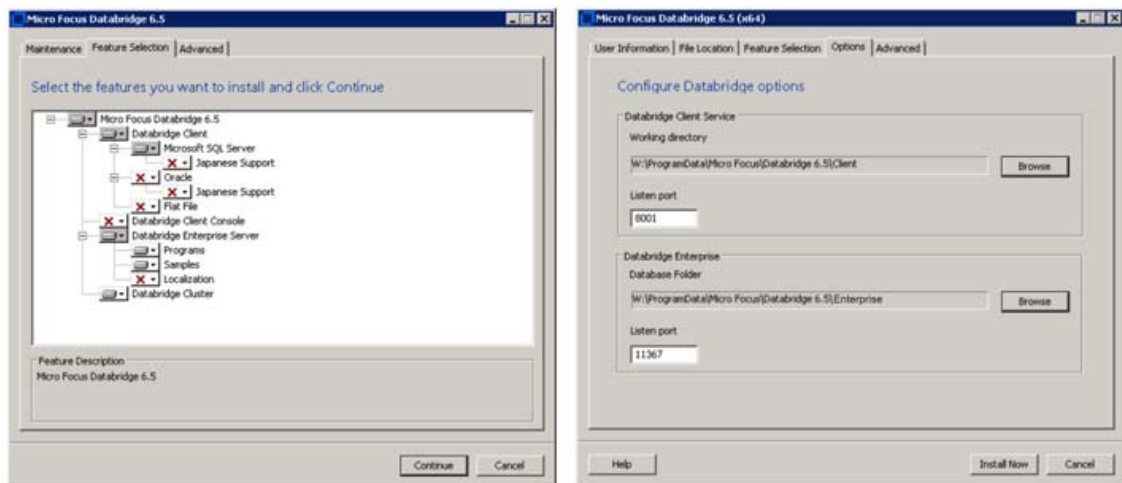 Micro Focus Databridge 6.5
Maintenance
Feature Selection
Advanced
Select the features you want to install and click Continue
Micro Focus Databridge 6.5
Databridge Client
Microsoft SQL Server
Japanese Support
Oracle
Japanese Support
Flat File
Databridge Client Console
Databridge Enterprise Server
Programs
Samples
Localization
Databridge Cluster
Feature Description
Micro Focus Databridge 6.5
Continue
Cancel
Micro Focus Databridge 6.5 (x64)
User Information
File Location
Feature Selection
Options
Advanced
Configure Databridge options
Databridge Client Service
Working directory
W:\ProgramData\Micro Focus\Databridge 6.5\Client
Browse
Listen port
8001
Databridge Enterprise
Database Folder
W:\ProgramData\Micro Focus\Databridge 6.5\Enterprise
Browse
Listen port
11367
Help
Install Now
Cancel